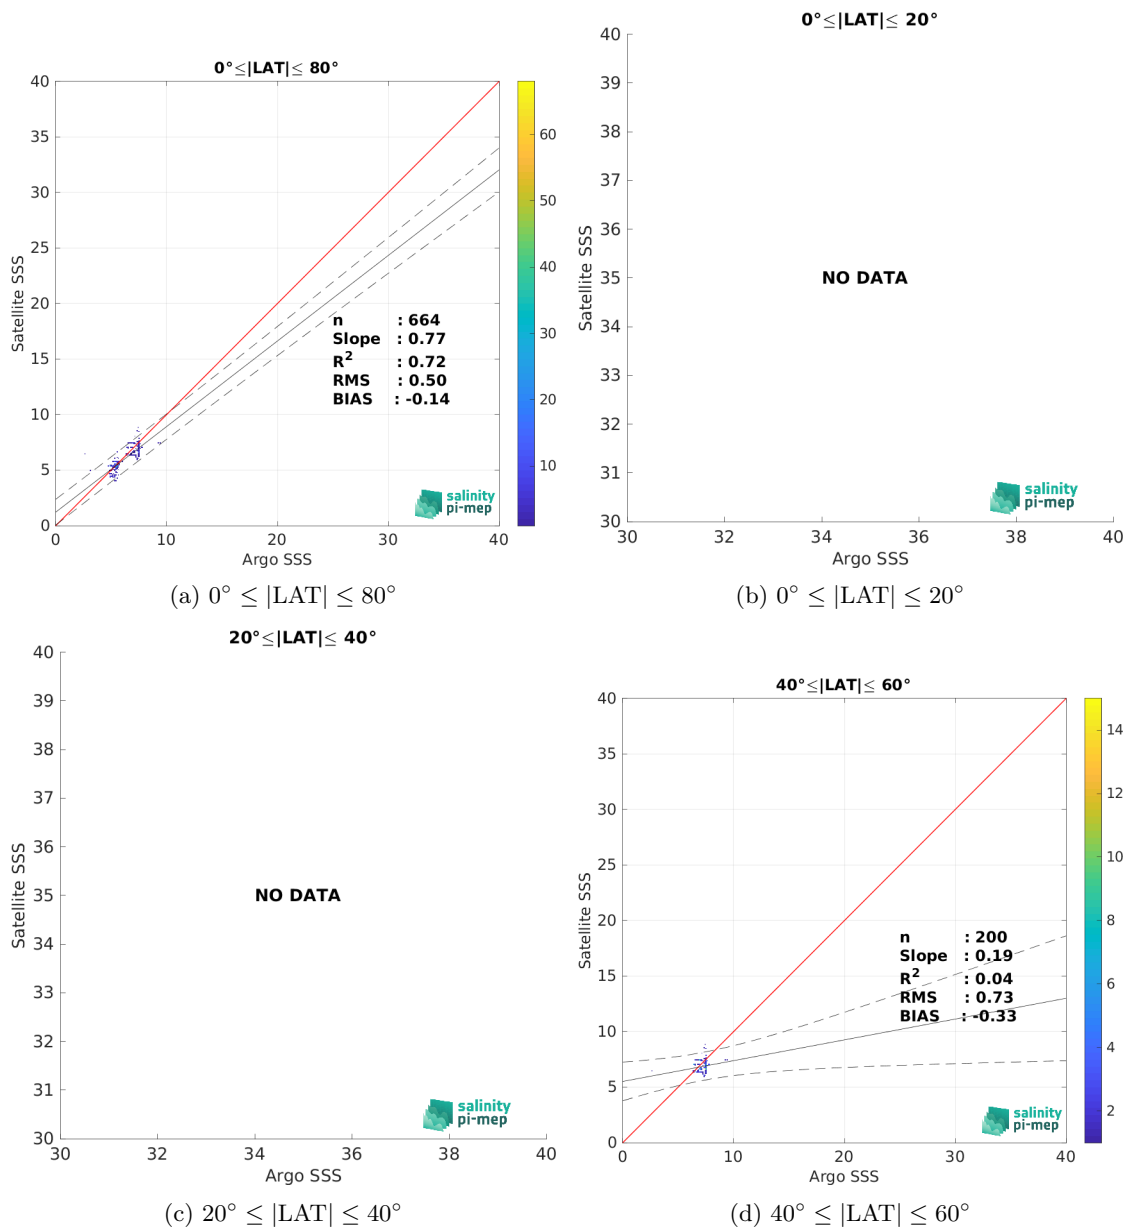 0°≤|LAT|≤ 80°
40
35
30
25
20
15
10
5
0
Satellite SSS
n : 664
Slope : 0.77
R² : 0.72
RMS : 0.50
BIAS : -0.14
salinity
pi-mep
0 10 20 30 40
Argo SSS
60
50
40
30
20
10
(a) 0° ≤ |LAT| ≤ 80°
0°≤|LAT|≤ 20°
40
39
38
37
36
35
34
33
32
31
30
Satellite SSS
NO DATA
salinity
pi-mep
30 32 34 36 38 40
Argo SSS
(b) 0° ≤ |LAT| ≤ 20°
20°≤|LAT|≤ 40°
40
39
38
37
36
35
34
33
32
31
30
Satellite SSS
NO DATA
salinity
pi-mep
30 32 34 36 38 40
Argo SSS
(c) 20° ≤ |LAT| ≤ 40°
40°≤|LAT|≤ 60°
40
35
30
25
20
15
10
5
0
Satellite SSS
n : 200
Slope : 0.19
R² : 0.04
RMS : 0.73
BIAS : -0.33
salinity
pi-mep
0 10 20 30 40
Argo SSS
14
12
10
8
6
4
2
(d) 40° ≤ |LAT| ≤ 60°